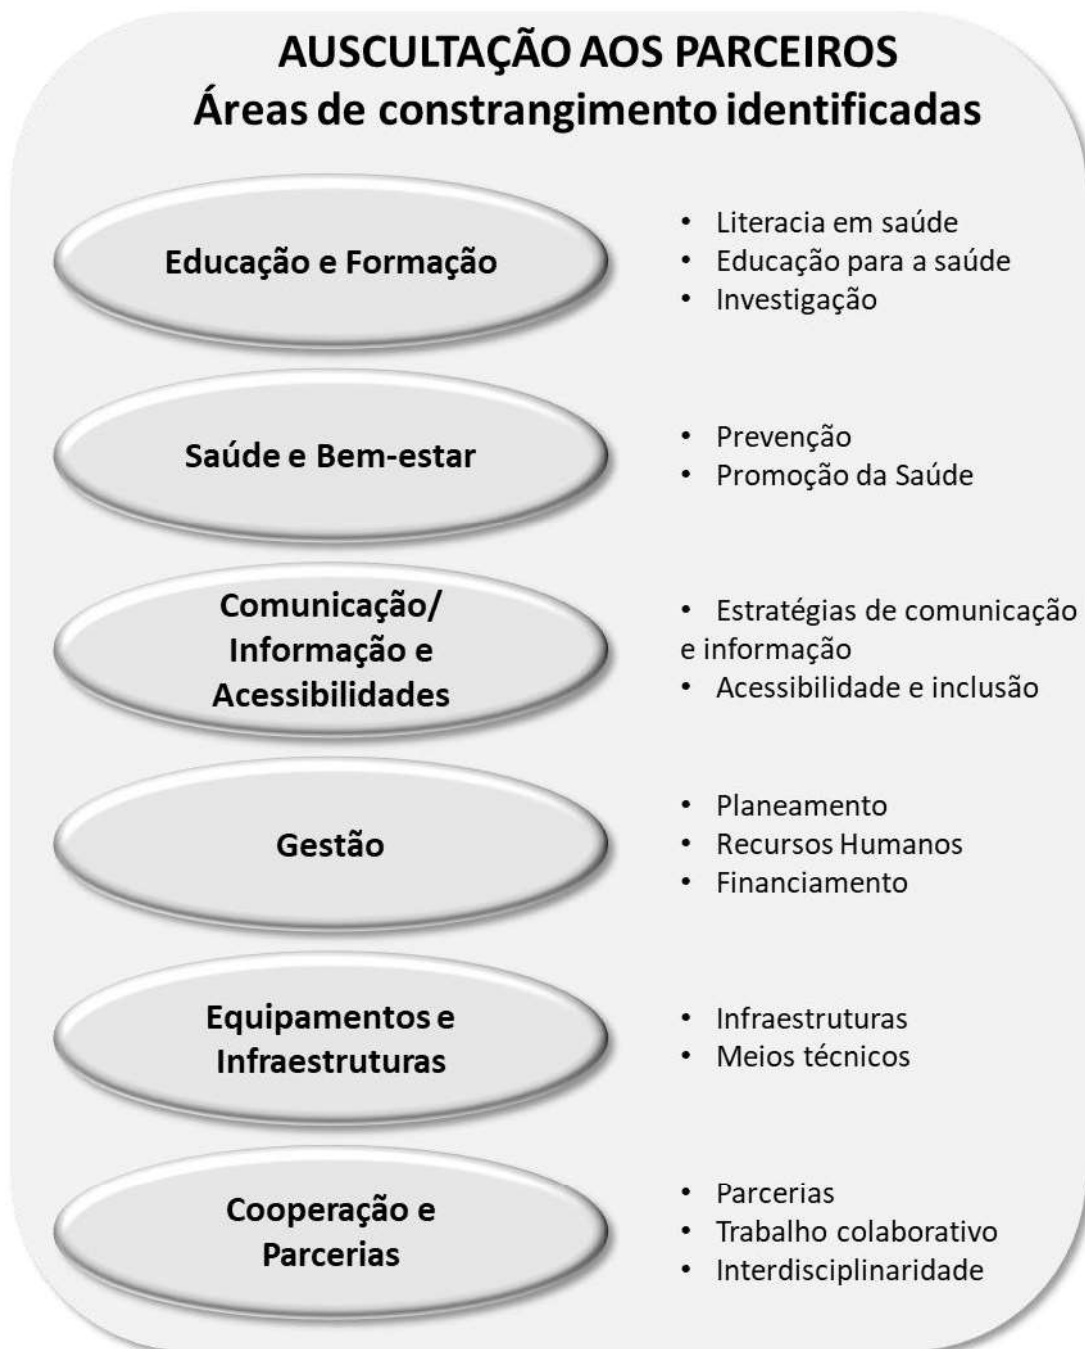 AUSCULTAÇÃO AOS PARCEIROS
Áreas de constrangimento identificadas
Educação e Formação
• Literacia em saúde
• Educação para a saúde
• Investigação
Saúde e Bem-estar
• Prevenção
• Promoção da Saúde
Comunicação/
Informação e
Acessibilidades
• Estratégias de comunicação
e informação
• Acessibilidade e inclusão
Gestão
• Planeamento
• Recursos Humanos
• Financiamento
Equipamentos e
Infraestruturas
• Infraestruturas
• Meios técnicos
Cooperação e
Parcerias
• Parcerias
• Trabalho colaborativo
• Interdisciplinaridade